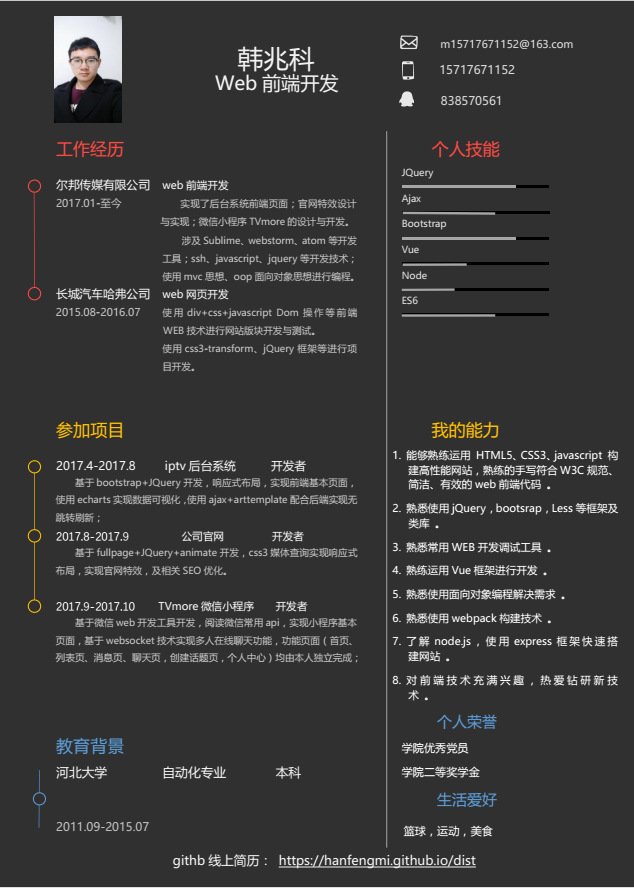 韩兆科
Web 前端开发
m15717671152@163.com
15717671152
838570561
工作经历
尔邦传媒有限公司 web 前端开发
2017.01-至今
实现了后台系统前端页面；官网特效设计
与实现；微信小程序 TVmore 的设计与开发。
涉及 Sublime、webstorm、atom 等开发
工具；ssh、javascript、jquery 等开发技术；
使用 mvc 思想、oop 面向对象思想进行编程。
长城汽车哈弗公司 web 网页开发
2015.08-2016.07
使用 div+css+javascript Dom 操作等前端
WEB 技术进行网站版块开发与测试。
使用 css3-transform、jQuery 框架等进行项
目开发。
参加项目
2017.4-2017.8 iptv 后台系统 开发者
基于 bootstrap+JQuery 开发，响应式布局，实现前端基本页面，
使用 echarts 实现数据可视化 ,使用 ajax+arttemplate 配合后端实现无
跳转刷新；
2017.8-2017.9 公司官网 开发者
基于 fullpage+JQuery+animate 开发，css3 媒体查询实现响应式
布局，实现官网特效，及相关 SEO 优化。
2017.9-2017.10 TVmore 微信小程序 开发者
基于微信 web 开发工具开发，阅读微信常用 api，实现小程序基本
页面，基于 websocket 技术实现多人在线聊天功能，功能页面（首页、
列表页、消息页、聊天页，创建话题页，个人中心）均由本人独立完成；
教育背景
河北大学 自动化专业 本科
2011.09-2015.07
个人技能
JQuery
Ajax
Bootstrap
Vue
Node
ES6
我的能力
1. 能够熟练运用 HTML5、CSS3、javascript 构
建高性能网站，熟练的手写符合 W3C 规范、
简洁、有效的 web 前端代码 。
2. 熟悉使用 jQuery，bootsrap，Less 等框架及
类库 。
3. 熟悉常用 WEB 开发调试工具 。
4. 熟练运用 Vue 框架进行开发 。
5. 熟悉使用面向对象编程解决需求 。
6. 熟悉使用 webpack 构建技术 。
7. 了解 node.js，使用 express 框架快速搭
建网站 。
8. 对前端技术充满兴趣，热爱钻研新技
术 。
个人荣誉
学院优秀党员
学院二等奖学金
生活爱好
篮球，运动，美食
githb 线上简历： https://hanfengmi.github.io/dist